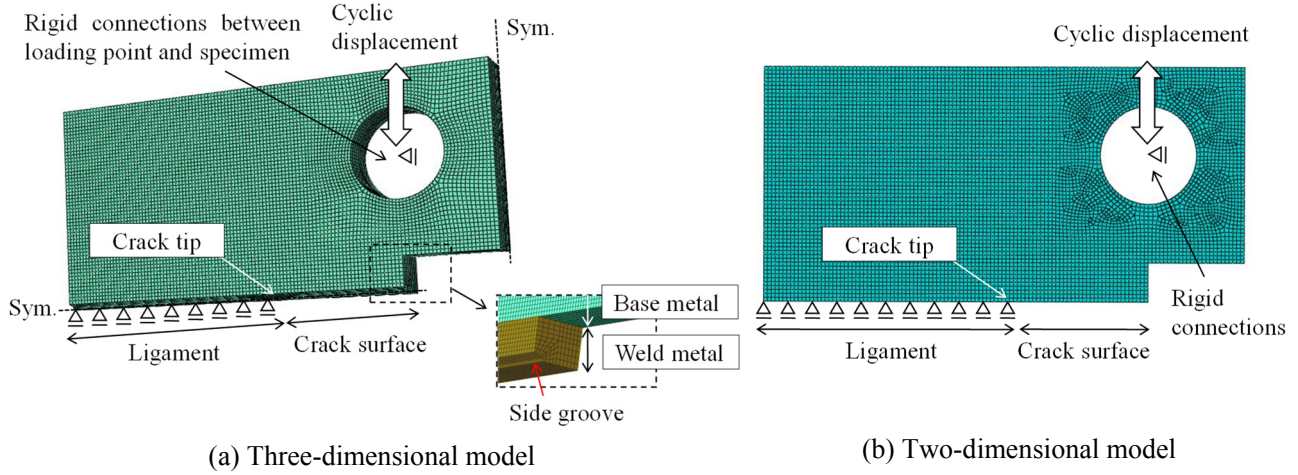 Rigid connections between
loading point and specimen
Cyclic
displacement
Sym.
Crack tip
Sym.
Ligament
Crack surface
Base metal
Weld metal
Side groove
(a) Three-dimensional model
Cyclic displacement
Crack tip
Rigid
connections
Ligament
Crack surface
(b) Two-dimensional model